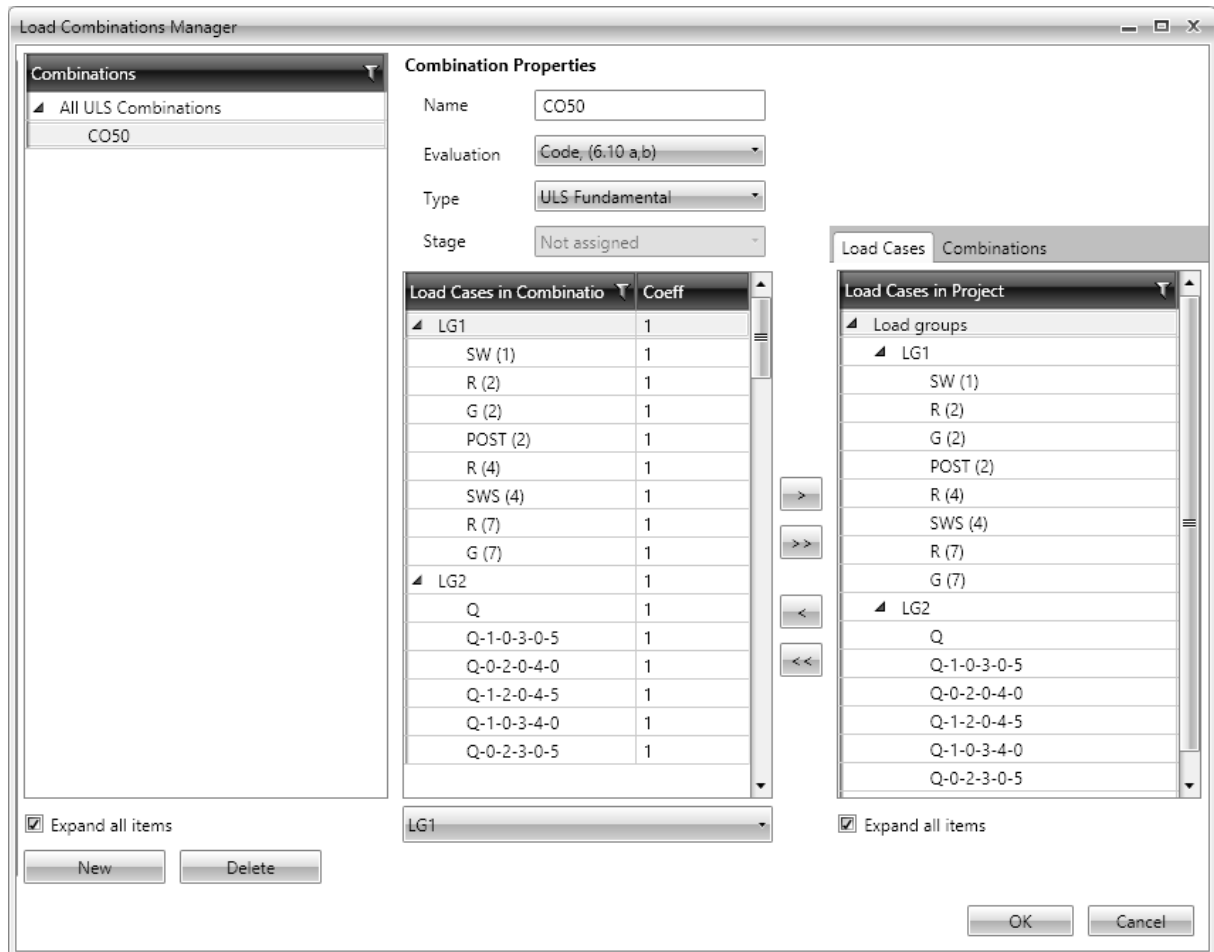 Load Combinations Manager
Combinations
All ULS Combinations
CO50
Expand all items
New Delete
Combination Properties
Name CO50
Evaluation Code, (6.10 a,b)
Type ULS Fundamental
Stage Not assigned
Load Cases in Combinatio Coeff
LG1 1
SW (1) 1
R (2) 1
G (2) 1
POST (2) 1
R (4) 1
SWS (4) 1
R (7) 1
G (7) 1
LG2 1
Q 1
Q-1-0-3-0-5 1
Q-0-2-0-4-0 1
Q-1-2-0-4-5 1
Q-1-0-3-4-0 1
Q-0-2-3-0-5 1
LG1
>
>>
<
<<
Load Cases Combinations
Load Cases in Project
Load groups
LG1
SW (1)
R (2)
G (2)
POST (2)
R (4)
SWS (4)
R (7)
G (7)
LG2
Q
Q-1-0-3-0-5
Q-0-2-0-4-0
Q-1-2-0-4-5
Q-1-0-3-4-0
Q-0-2-3-0-5
Expand all items
OK Cancel